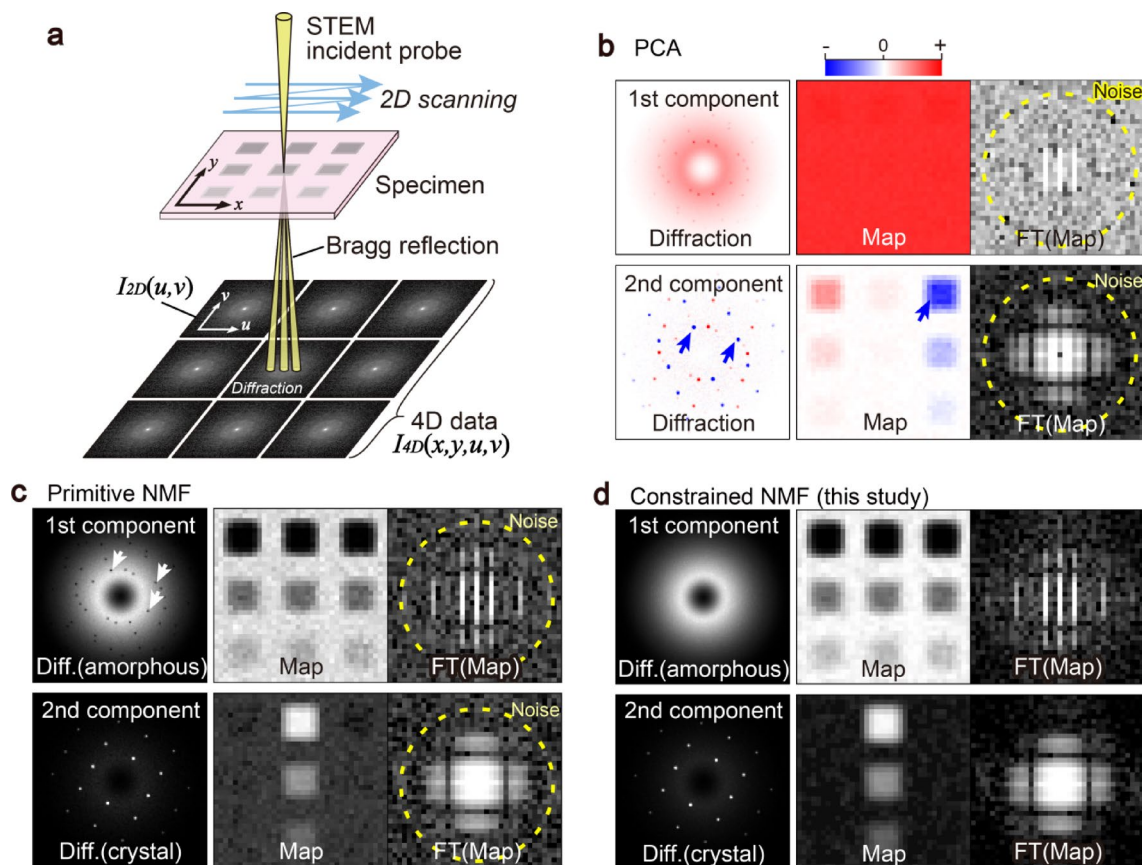 a
STEM
incident probe
2D scanning
y
x
Specimen
Bragg reflection
I2D(u,v)
v
u
Diffraction
4D data
I4D(x,y,u,v)
b PCA
- 0 +
1st component
Noise
Diffraction
Map
FT(Map)
2nd component
Noise
Diffraction
Map
FT(Map)
c Primitive NMF
1st component
Noise
Diff.(amorphous)
Map
FT(Map)
2nd component
Noise
Diff.(crystal)
Map
FT(Map)
d Constrained NMF (this study)
1st component
Diff.(amorphous)
Map
FT(Map)
2nd component
Diff.(crystal)
Map
FT(Map)